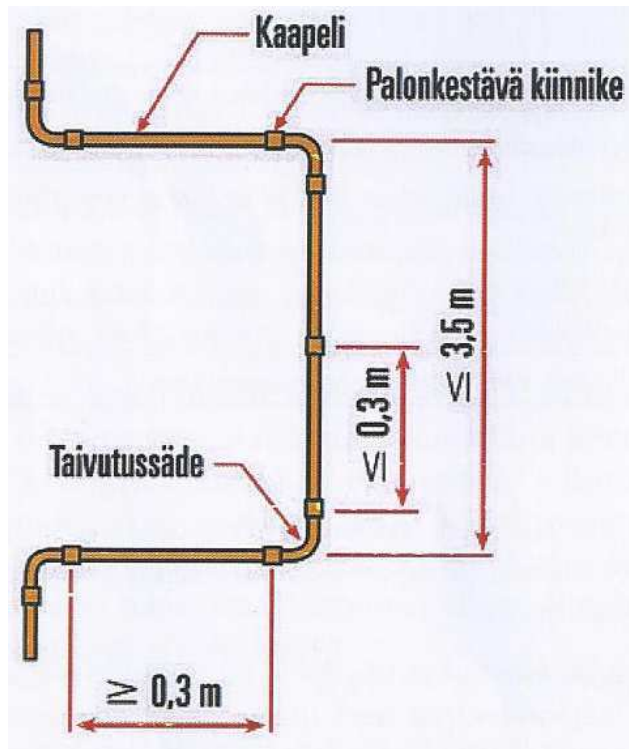 Kaapeli
Palonkestävä kiinnike
≤ 3,5 m
≤ 0,3 m
Taivutussäde
≥ 0,3 m